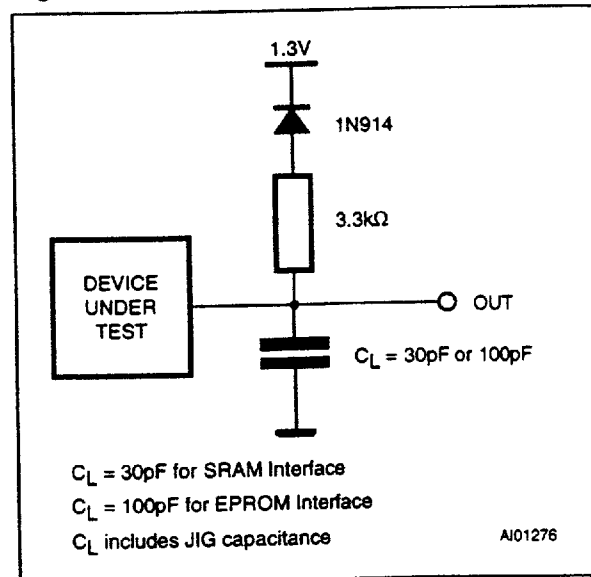 1.3V
1N914
3.3kΩ
DEVICE
UNDER
TEST
OUT
CL = 30pF or 100pF
CL = 30pF for SRAM Interface
CL = 100pF for EPROM Interface
CL includes JIG capacitance
AI01276